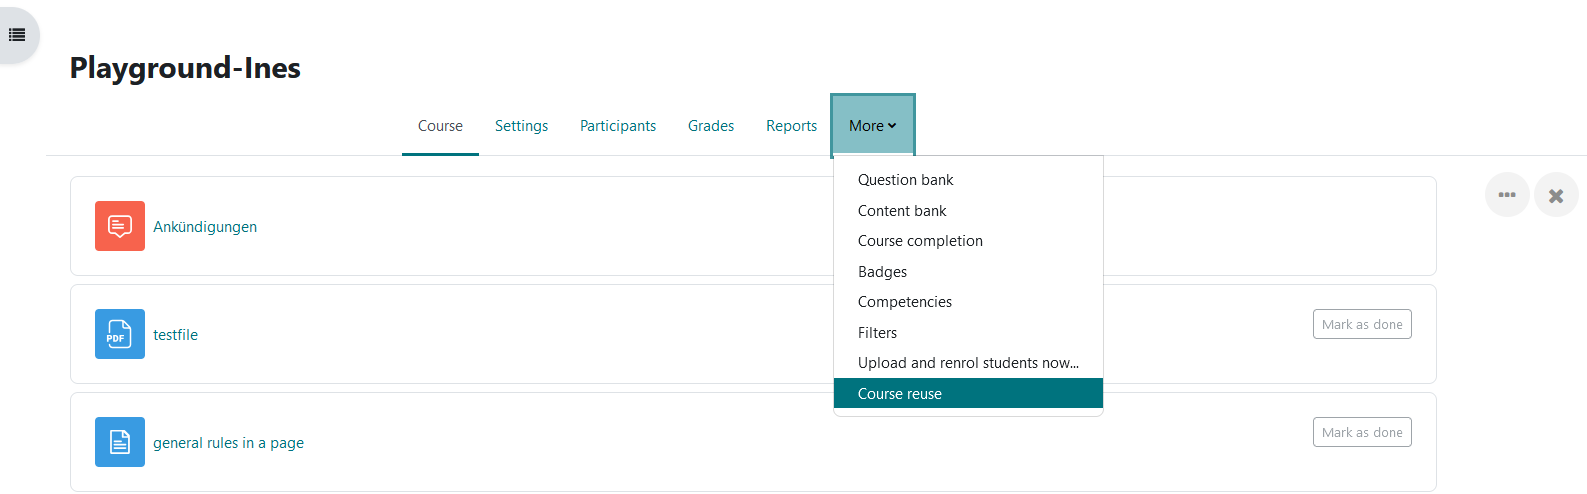 Playground-Ines
Course Settings Participants Grades Reports More
Question bank
Content bank
Course completion
Badges
Competencies
Filters
Upload and renrol students now...
Course reuse
Ankündigungen
PDF testfile
Mark as done
general rules in a page
Mark as done